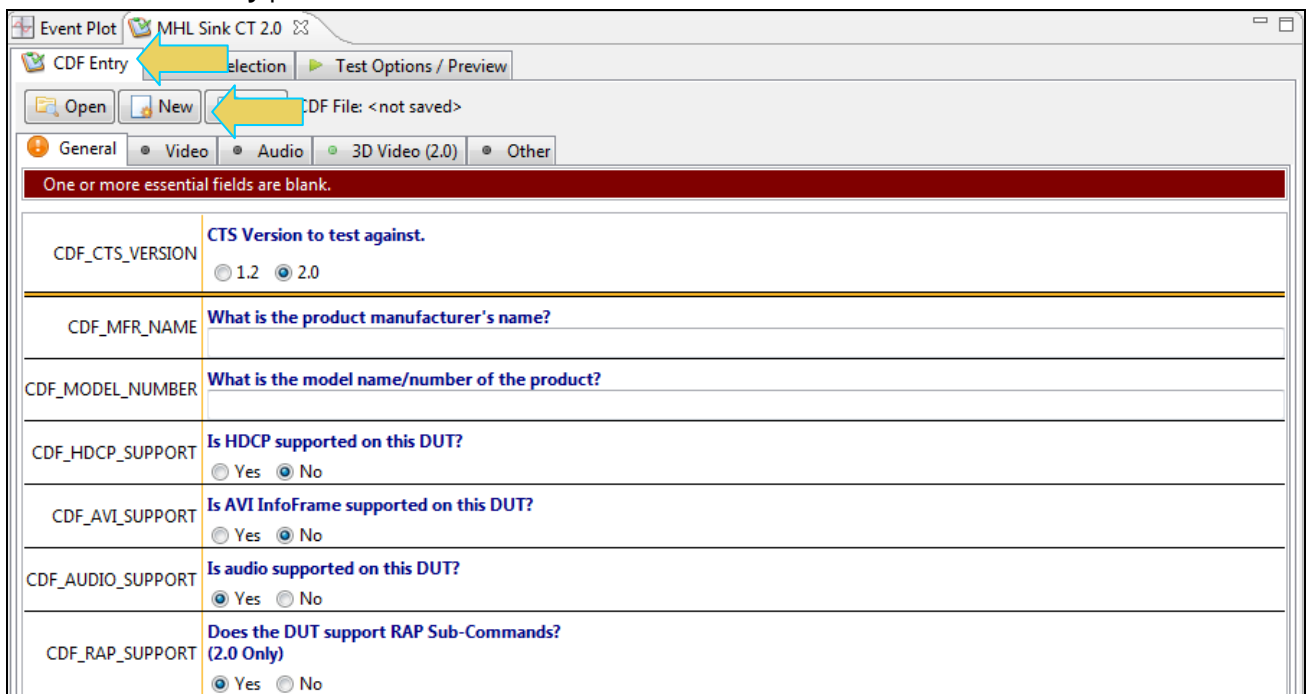 Event Plot MHL Sink CT 2.0
CDF Entry election Test Options / Preview
Open New CDF File: <not saved>
General Video Audio 3D Video (2.0) Other
One or more essential fields are blank.
CTS Version to test against.
CDF_CTS_VERSION
1.2 2.0
What is the product manufacturer's name?
CDF_MFR_NAME
What is the model name/number of the product?
CDF_MODEL_NUMBER
Is HDCP supported on this DUT?
CDF_HDCP_SUPPORT
Yes No
Is AVI InfoFrame supported on this DUT?
CDF_AVI_SUPPORT
Yes No
Is audio supported on this DUT?
CDF_AUDIO_SUPPORT
Yes No
Does the DUT support RAP Sub-Commands?
CDF_RAP_SUPPORT (2.0 Only)
Yes No